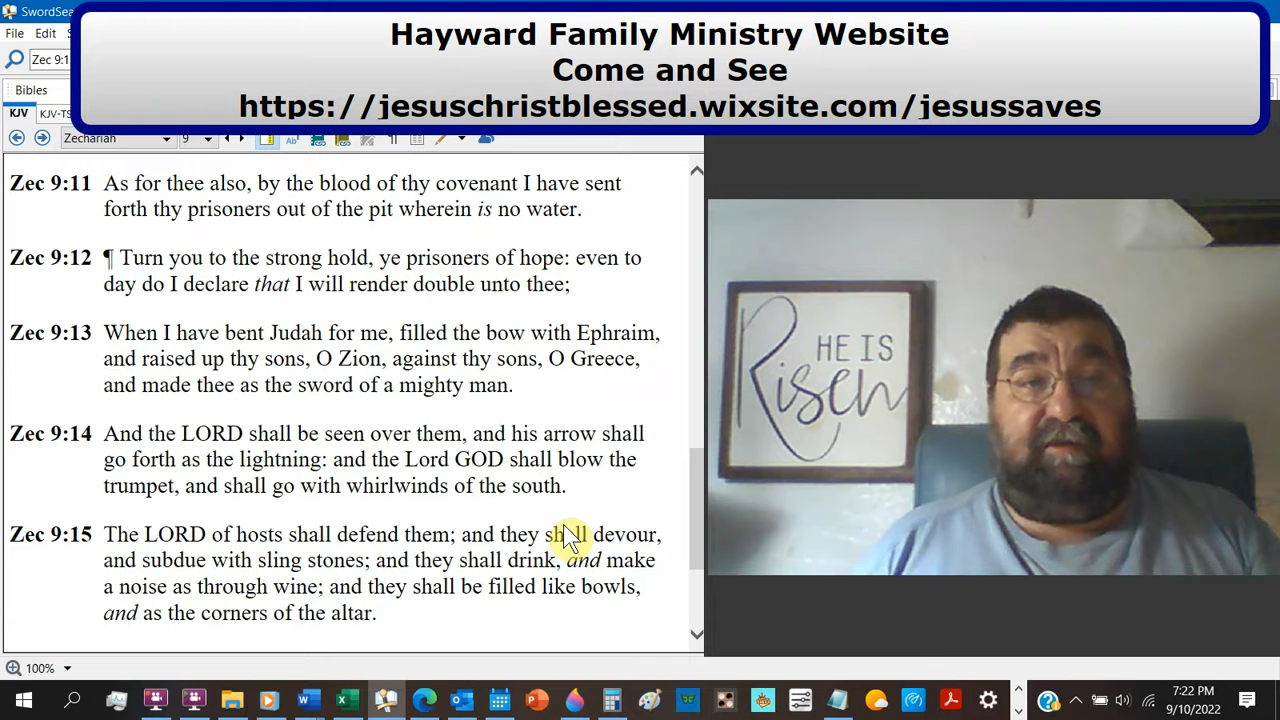 SwordSea
Hayward Family Ministry Website
Come and See
https://jesuschristblessed.wixsite.com/jesussaves
File Edit
Zec 9:1
Bibles
KJV KJV-TS
Zechariah 9
Zec 9:11 As for thee also, by the blood of thy covenant I have sent
forth thy prisoners out of the pit wherein is no water.
Zec 9:12 ¶ Turn you to the strong hold, ye prisoners of hope: even to
day do I declare that I will render double unto thee;
Zec 9:13 When I have bent Judah for me, filled the bow with Ephraim,
and raised up thy sons, O Zion, against thy sons, O Greece,
and made thee as the sword of a mighty man.
Zec 9:14 And the LORD shall be seen over them, and his arrow shall
go forth as the lightning: and the Lord GOD shall blow the
trumpet, and shall go with whirlwinds of the south.
Zec 9:15 The LORD of hosts shall defend them; and they shall devour,
and subdue with sling stones; and they shall drink, and make
a noise as through wine; and they shall be filled like bowls,
and as the corners of the altar.
HE IS
Risen
100%
7:22 PM
9/10/2022